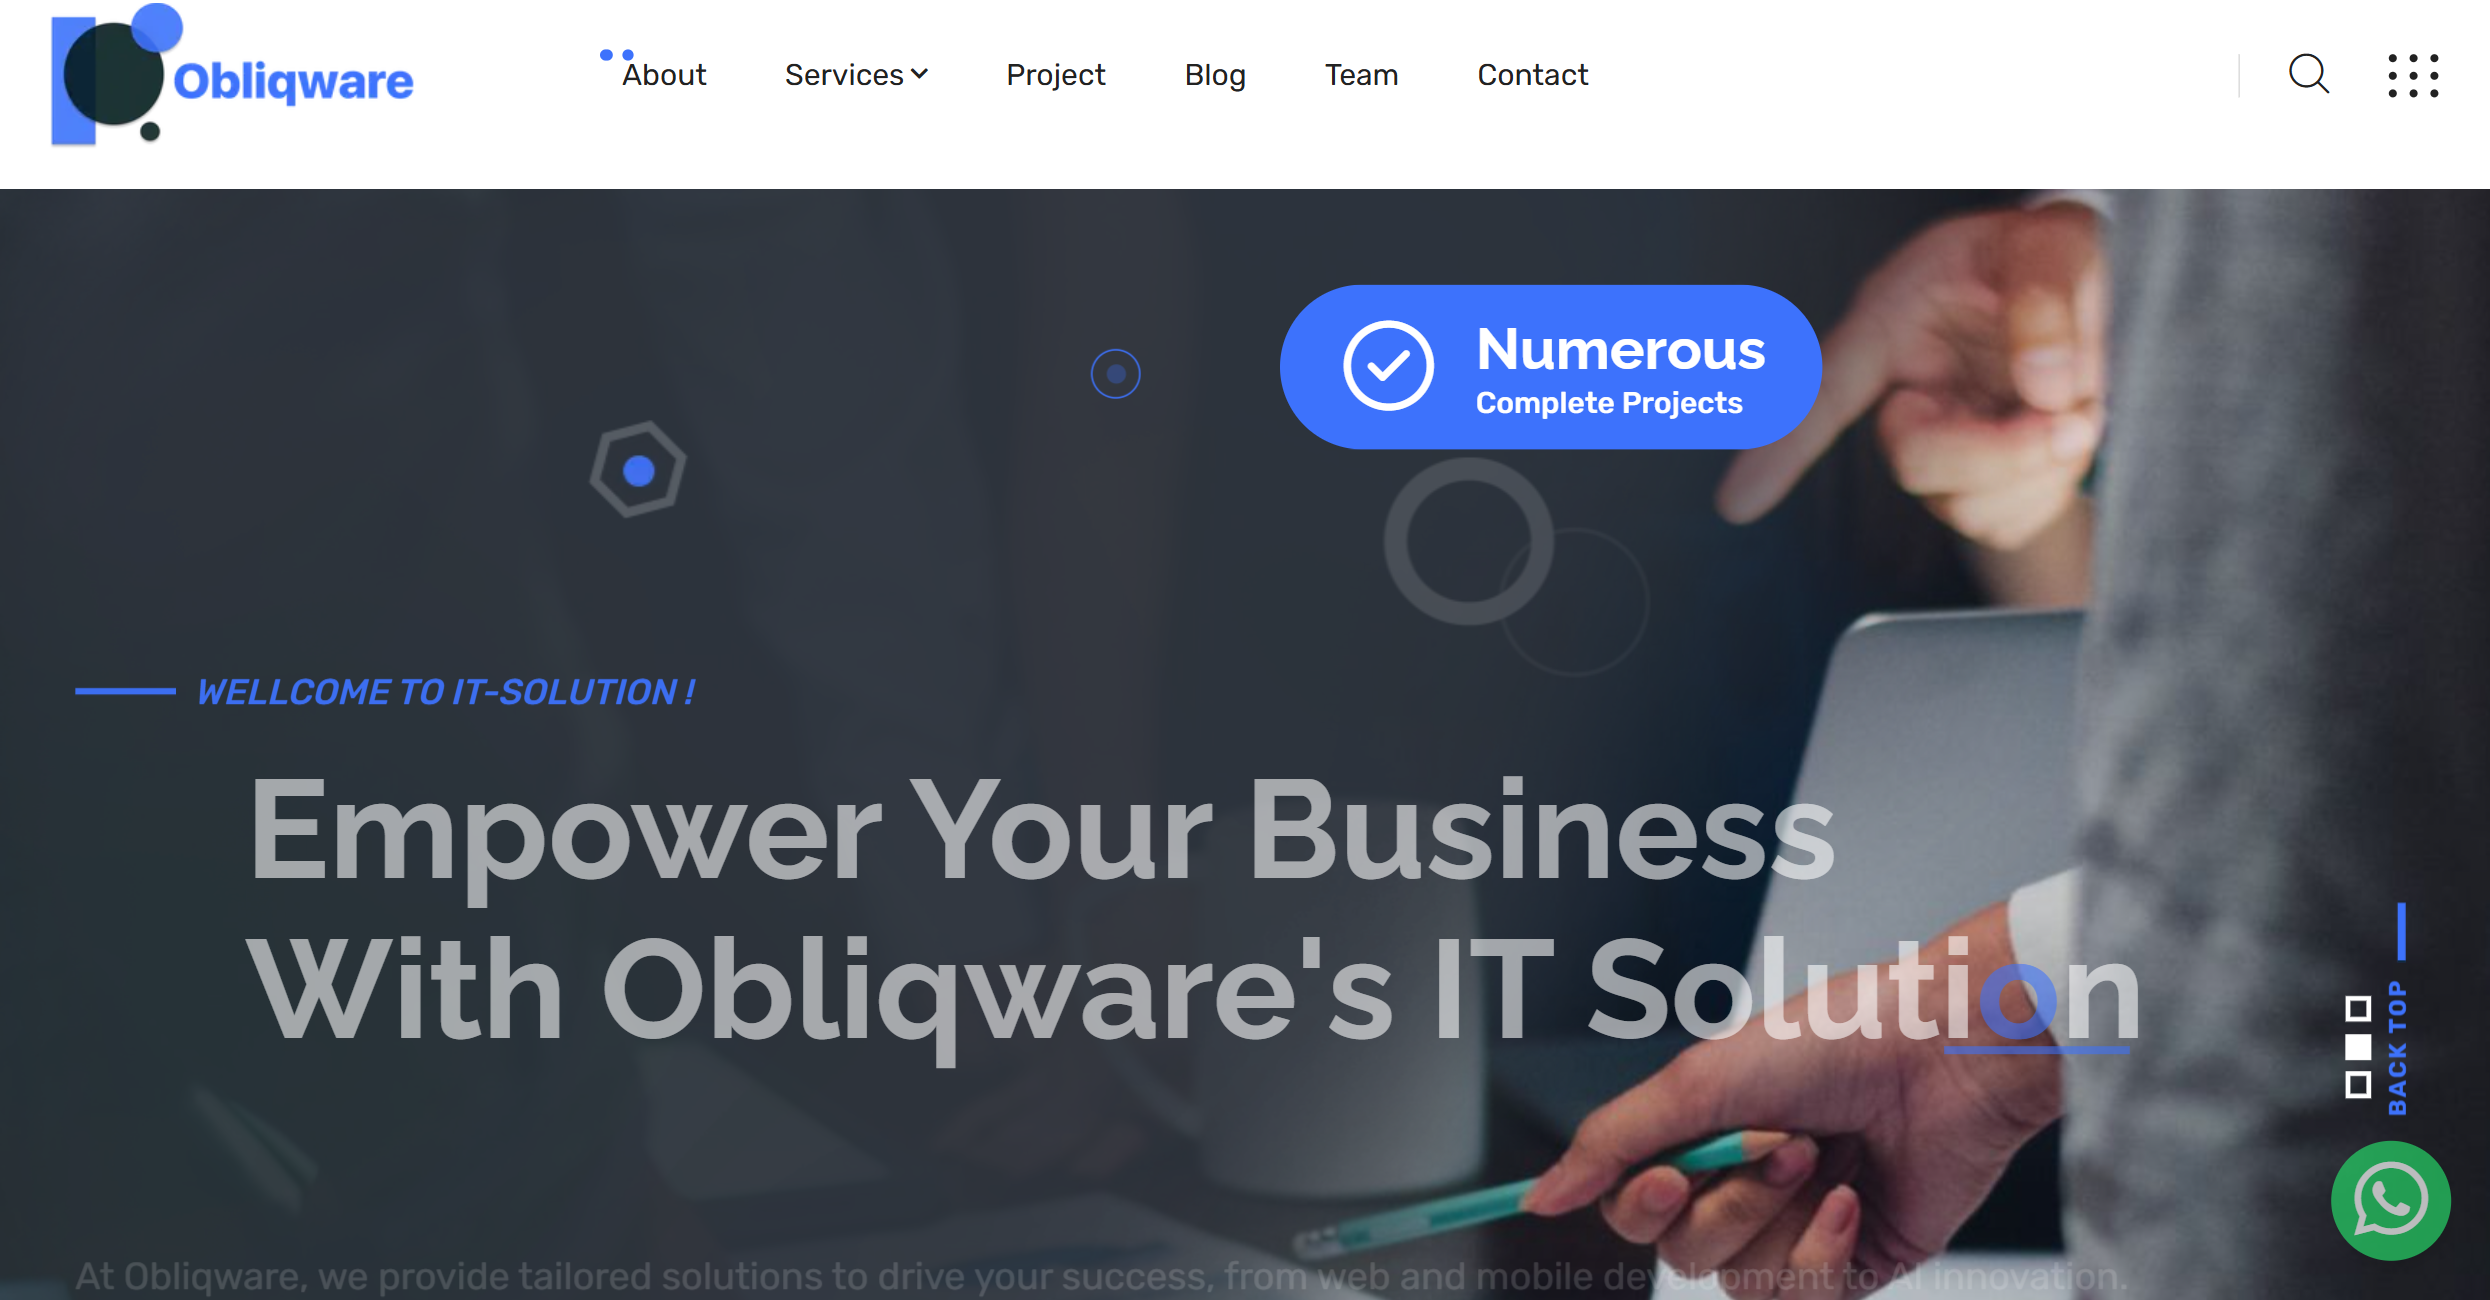 Obliqware
About Services Project Blog Team Contact
Numerous
Complete Projects
WELLCOME TO IT-SOLUTION !
Empower Your Business
With Obliqware's IT Solution
BACK TOP
At Obliqware, we provide tailored solutions to drive your success, from web and mobile development to AI innovation.